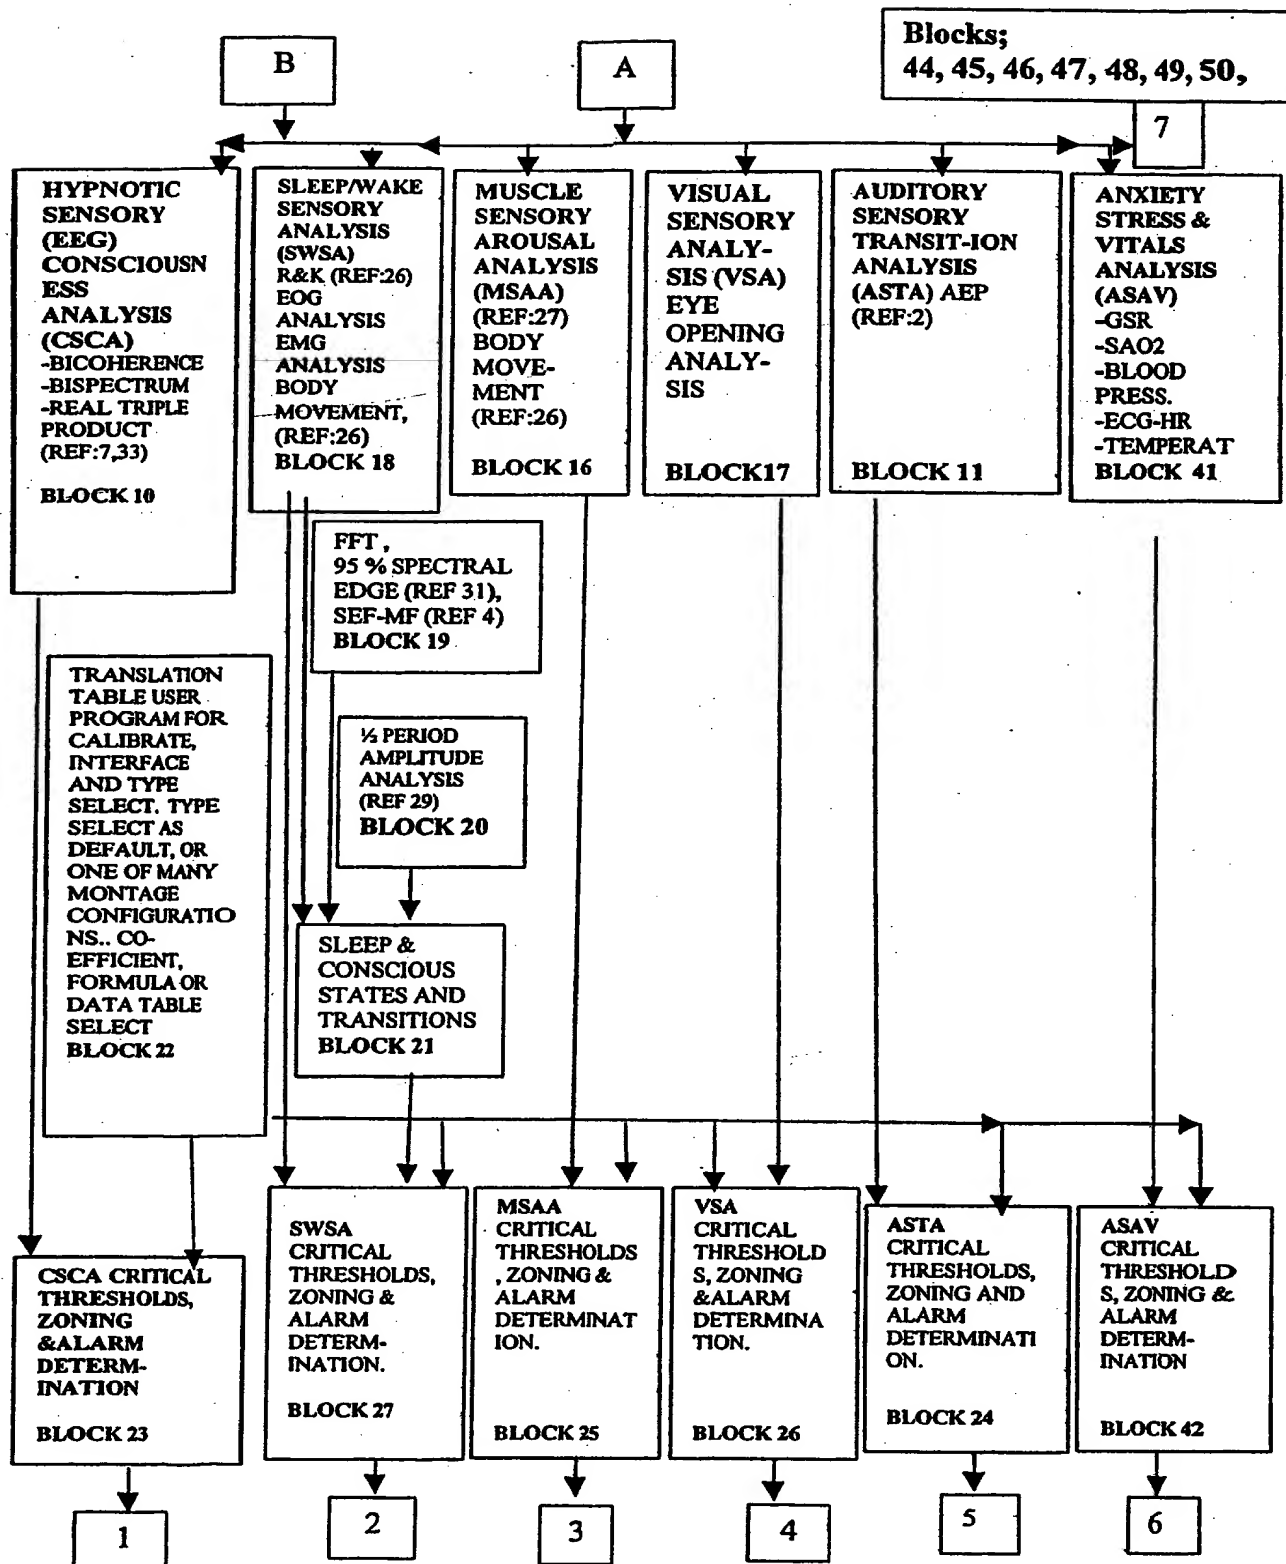 B
A
Blocks;
44, 45, 46, 47, 48, 49, 50,
7
HYPNOTIC
SENSORY
(EEG)
CONSCIOUSN
ESS
ANALYSIS
(CSCA)
-BICOHERENCE
-BISPECTRUM
-REAL TRIPLE
PRODUCT
(REF:7,33)
BLOCK 10
SLEEP/WAKE
SENSORY
ANALYSIS
(SWSA)
R&K (REF:26)
EOG
ANALYSIS
EMG
ANALYSIS
BODY
MOVEMENT,
(REF:26)
BLOCK 18
MUSCLE
SENSORY
AROUSAL
ANALYSIS
(MSAA)
(REF:27)
BODY
MOVE-
MENT
(REF:26)
BLOCK 16
VISUAL
SENSORY
ANALY-
SIS (VSA)
EYE
OPENING
ANALY-
SIS
BLOCK17
AUDITORY
SENSORY
TRANSIT-ION
ANALYSIS
(ASTA) AEP
(REF:2)
BLOCK 11
ANXIETY
STRESS &
VITALS
ANALYSIS
(ASAV)
-GSR
-SAO2
-BLOOD
PRESS.
-ECG-HR
-TEMPERAT
BLOCK 41
FFT ,
95 % SPECTRAL
EDGE (REF 31),
SEF-MF (REF 4)
BLOCK 19
TRANSLATION
TABLE USER
PROGRAM FOR
CALIBRATE,
INTERFACE
AND TYPE
SELECT. TYPE
SELECT AS
DEFAULT, OR
ONE OF MANY
MONTAGE
CONFIGURATIO
NS.. CO-
EFFICIENT,
FORMULA OR
DATA TABLE
SELECT
BLOCK 22
½ PERIOD
AMPLITUDE
ANALYSIS
(REF 29)
BLOCK 20
SLEEP &
CONSCIOUS
STATES AND
TRANSITIONS
BLOCK 21
CSCA CRITICAL
THRESHOLDS,
ZONING
&ALARM
DETERM-
INATION
BLOCK 23
SWSA
CRITICAL
THRESHOLDS,
ZONING &
ALARM
DETERM-
INATION.
BLOCK 27
MSAA
CRITICAL
THRESHOLDS
, ZONING &
ALARM
DETERMINAT
ION.
BLOCK 25
VSA
CRITICAL
THRESHOLD
S, ZONING
&ALARM
DETERMINA
TION.
BLOCK 26
ASTA
CRITICAL
THRESHOLDS,
ZONING AND
ALARM
DETERMINATI
ON.
BLOCK 24
ASAV
CRITICAL
THRESHOLD
S, ZONING &
ALARM
DETERM-
INATION
BLOCK 42
1
2
3
4
5
6